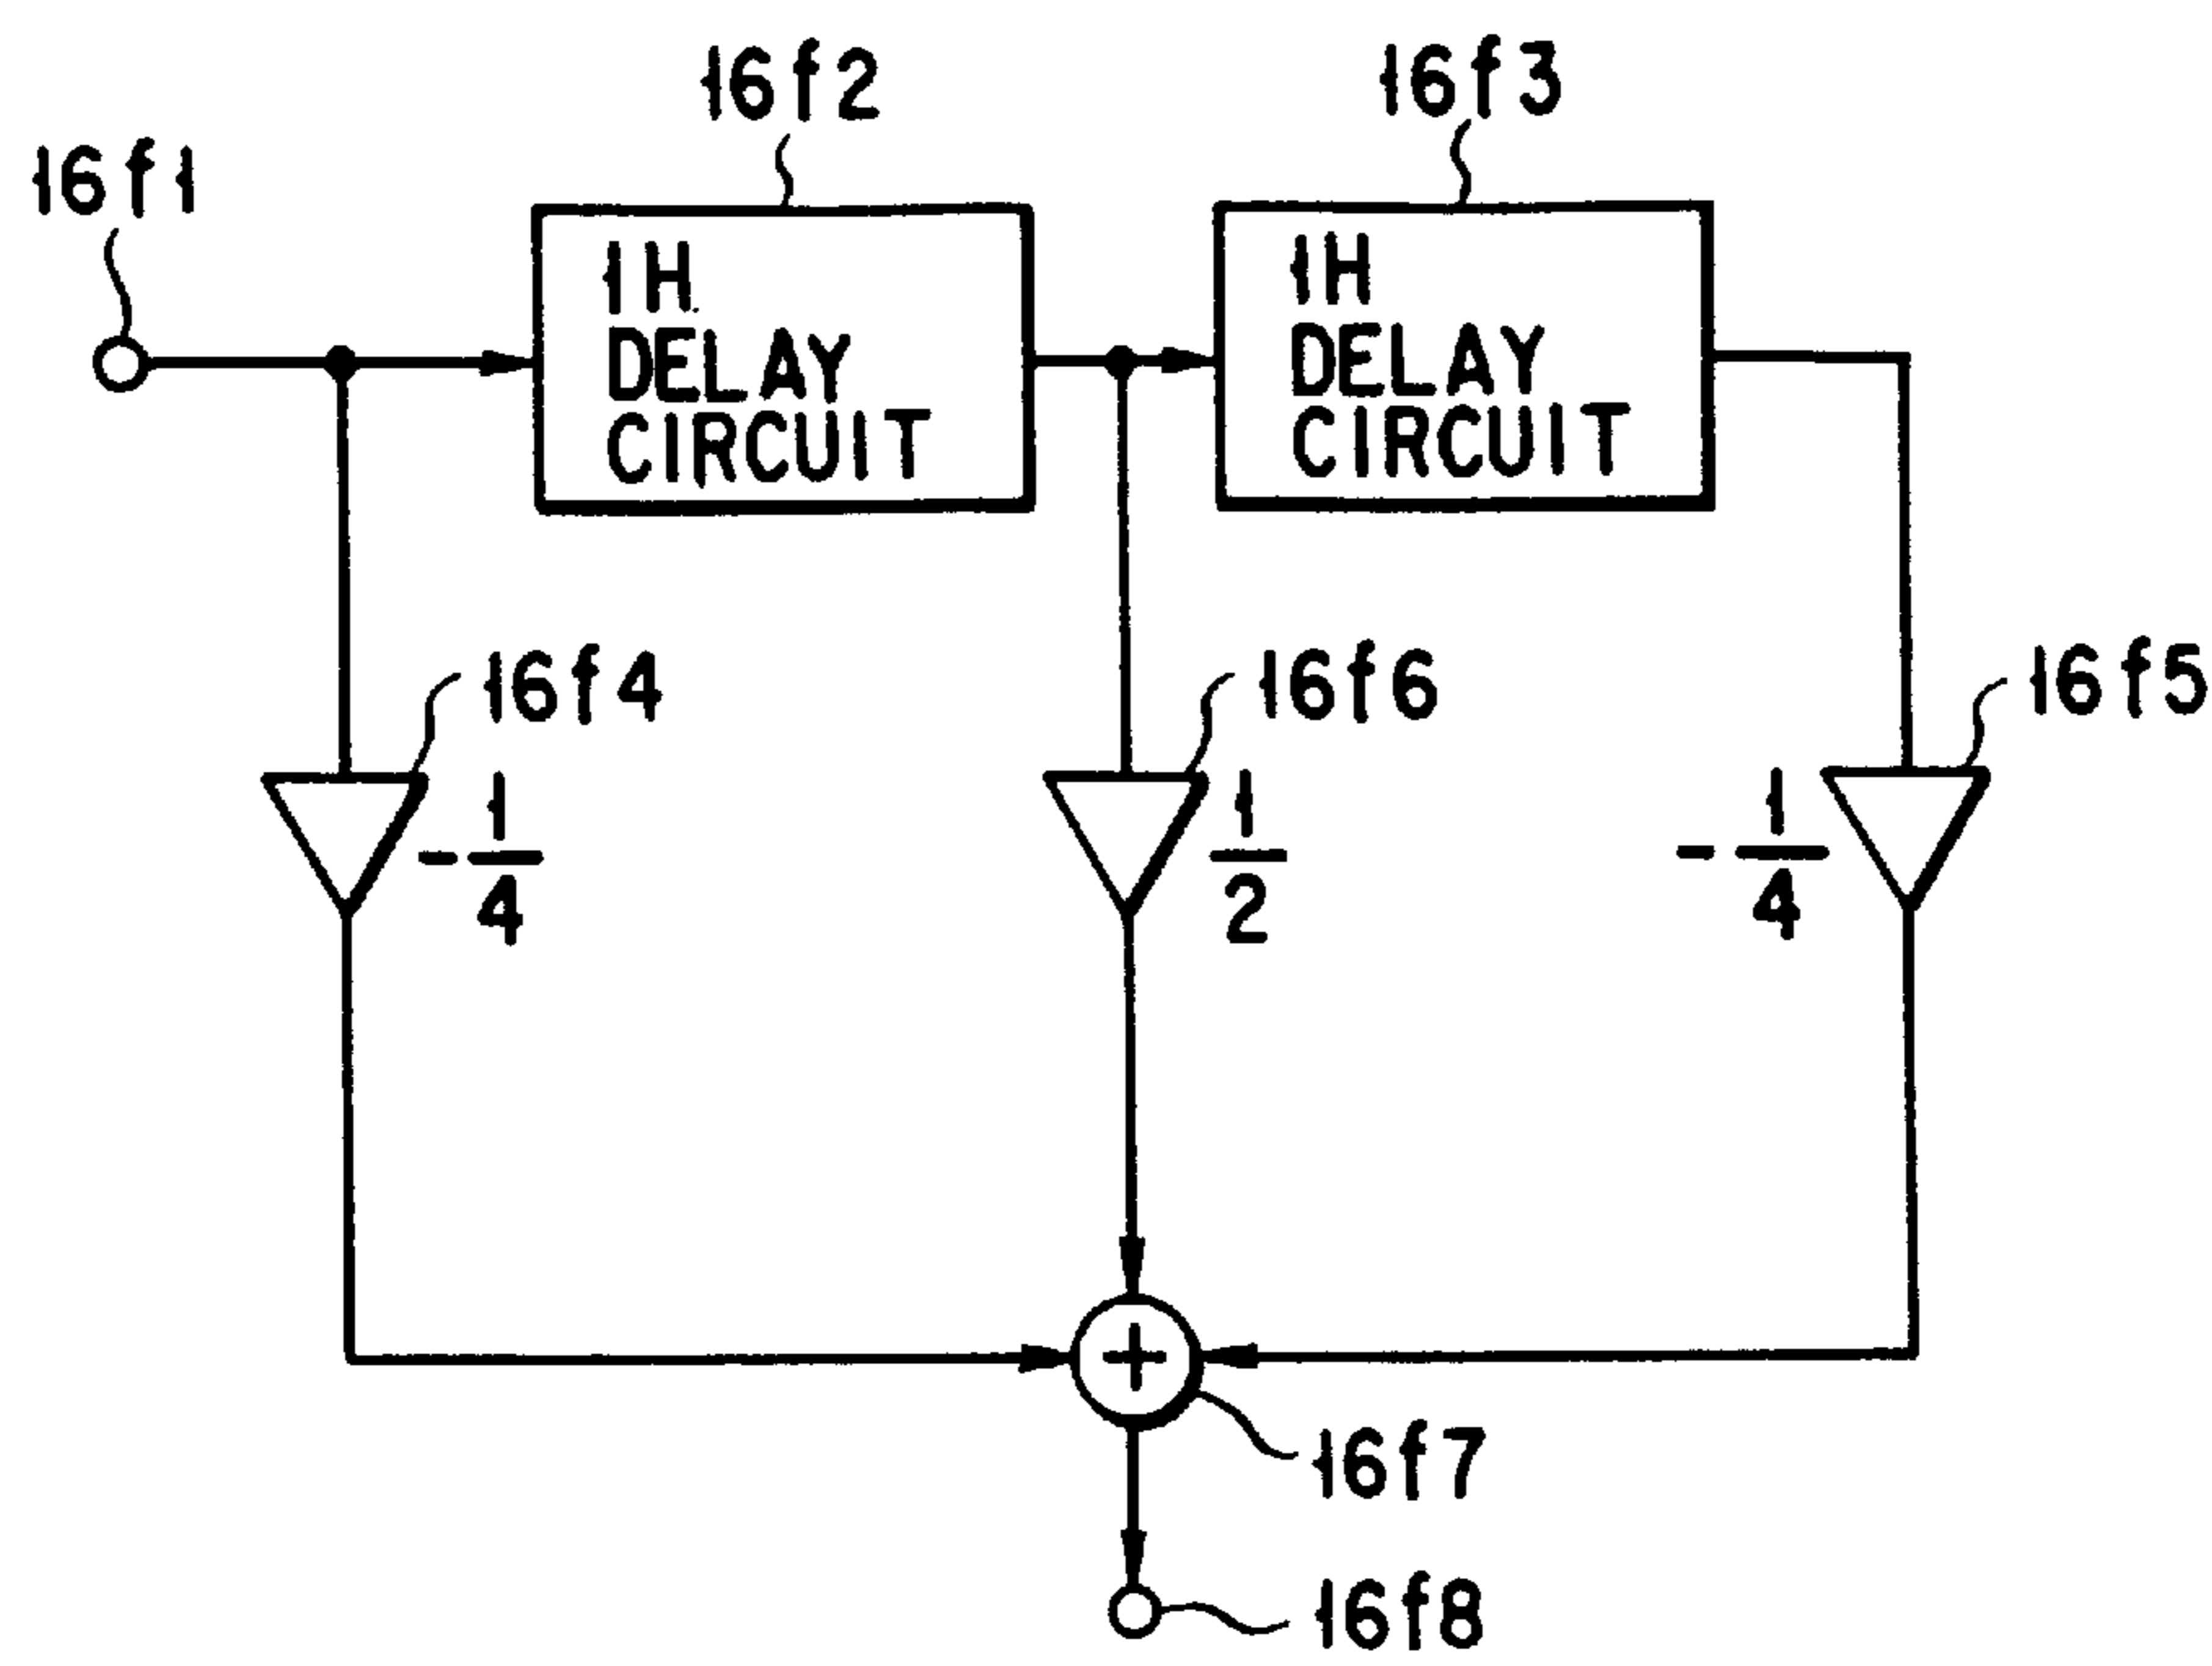 16f1
16f2
16f3
1H
DELAY
CIRCUIT
1H
DELAY
CIRCUIT
16f4
16f6
16f5
-1/4
1/2
-1/4
+
16f7
16f8